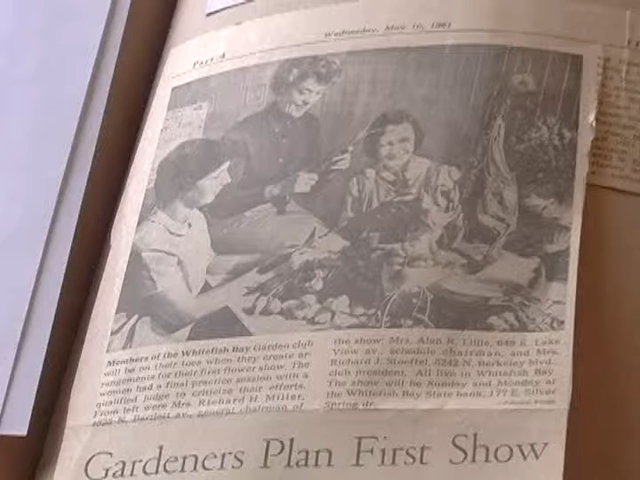 Part 4
Wednesday, May 10, 1961
Members of the Whitefish Bay Garden club
will be on their toes when they create ar-
rangements for their first flower show. The
women had a final practice session with a
qualified judge to criticize their efforts.
From left were Mrs. Richard H. Miller,
N. Bartlett av., general chairman of
the show; Mrs. Alan R. Lillie, E. Lake
View av., schedule chairman, and Mrs.
Richard J. 5242 N. Berkeley blvd.,
club president. All live in Whitefish Bay.
The show will be Sunday and Monday at
the Whitefish Bay State bank, 177 E. Silver
Spring dr.
Gardeners Plan First Show